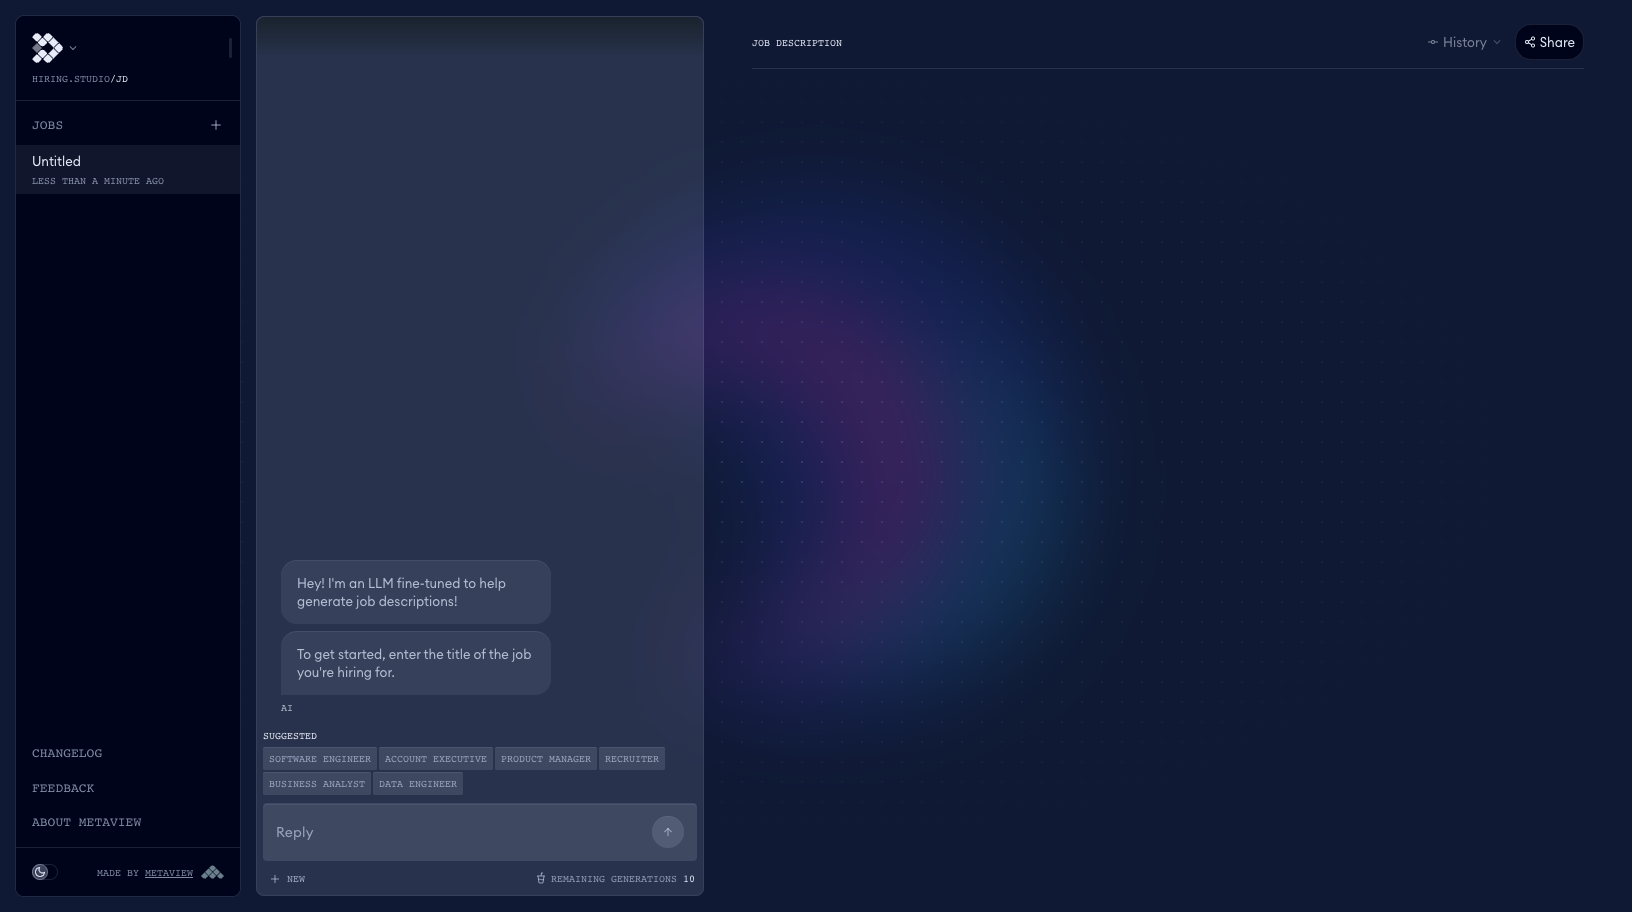 HIRING.STUDIO/JD
JOBS
Untitled
LESS THAN A MINUTE AGO
CHANGELOG
FEEDBACK
ABOUT METAVIEW
MADE BY METAVIEW
Hey! I'm an LLM fine-tuned to help
generate job descriptions!
To get started, enter the title of the job
you're hiring for.
AI
SUGGESTED
SOFTWARE ENGINEER ACCOUNT EXECUTIVE PRODUCT MANAGER RECRUITER
BUSINESS ANALYST DATA ENGINEER
Reply
NEW REMAINING GENERATIONS 10
JOB DESCRIPTION History Share